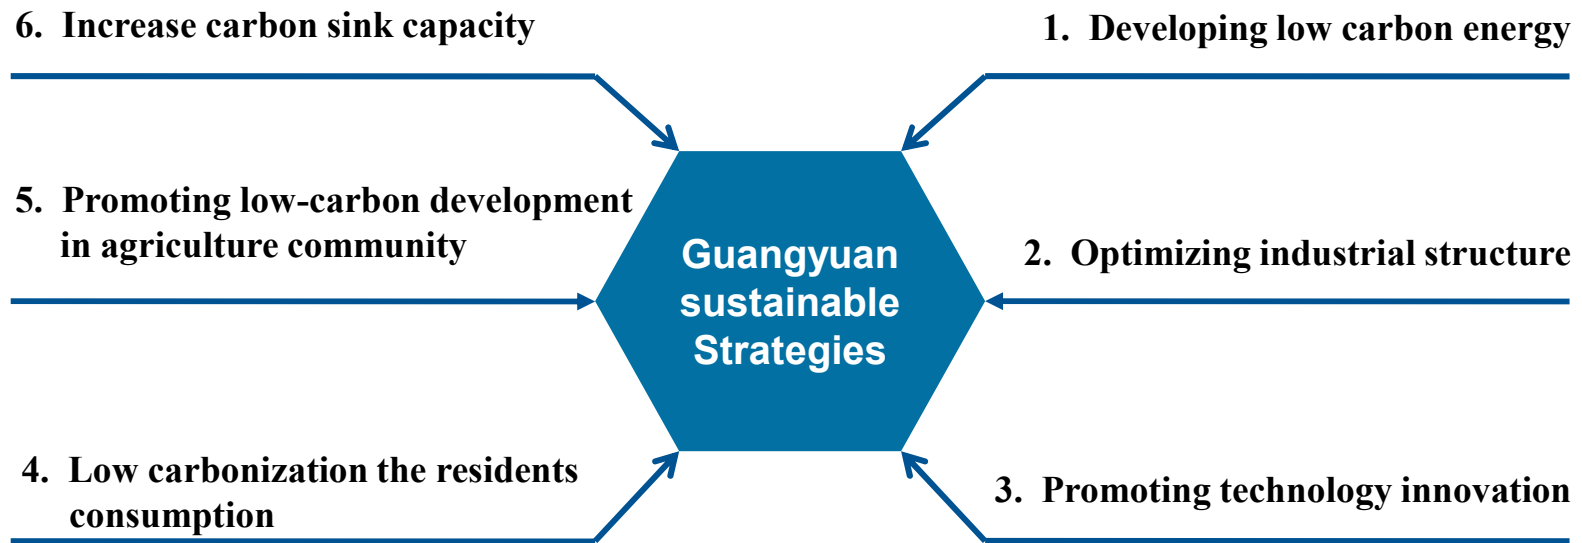 6. Increase carbon sink capacity
1. Developing low carbon energy
5. Promoting low-carbon development
in agriculture community
Guangyuan
sustainable
Strategies
2. Optimizing industrial structure
4. Low carbonization the residents
consumption
3. Promoting technology innovation